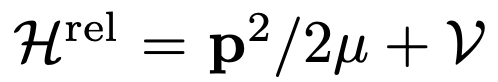 ℋ^rel = 𝐩²/2μ + 𝒱